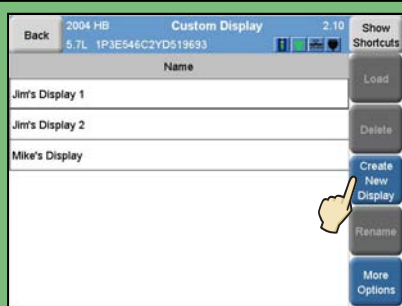 Back
2004 HB Custom Display 2.10
5.7L 1P3E546C2YD519693
Show Shortcuts
Name
Jim's Display 1
Jim's Display 2
Mike's Display
Load
Delete
Create New Display
Rename
More Options